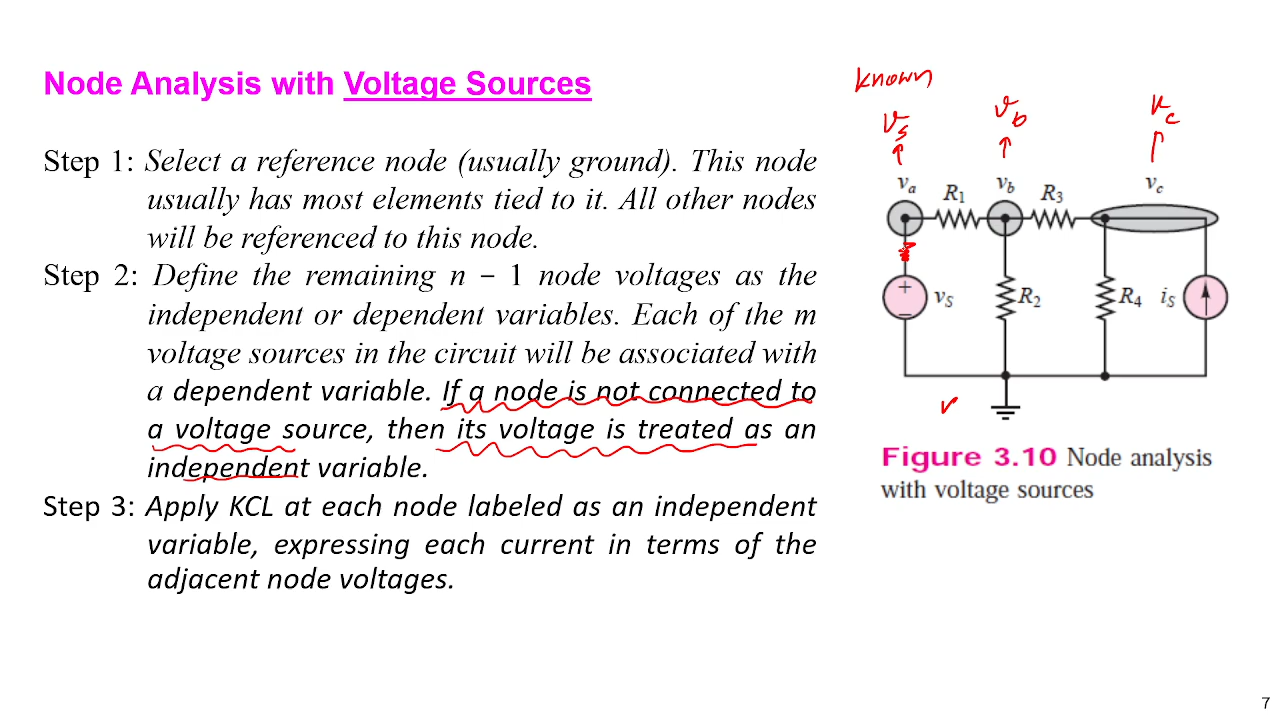 Node Analysis with Voltage Sources
Step 1: Select a reference node (usually ground). This node
usually has most elements tied to it. All other nodes
will be referenced to this node.
Step 2: Define the remaining n – 1 node voltages as the
independent or dependent variables. Each of the m
voltage sources in the circuit will be associated with
a dependent variable. If a node is not connected to
a voltage source, then its voltage is treated as an
independent variable.
Step 3: Apply KCL at each node labeled as an independent
variable, expressing each current in terms of the
adjacent node voltages.
known
vs vb vc
va R1 vb R3 vc
+ – vS R2 R4 iS
Figure 3.10 Node analysis
with voltage sources
7